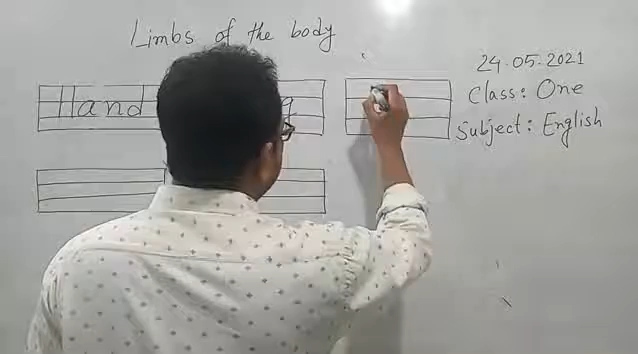 Limbs of the body
24.05.2021
Class: One
Subject: English
Hand